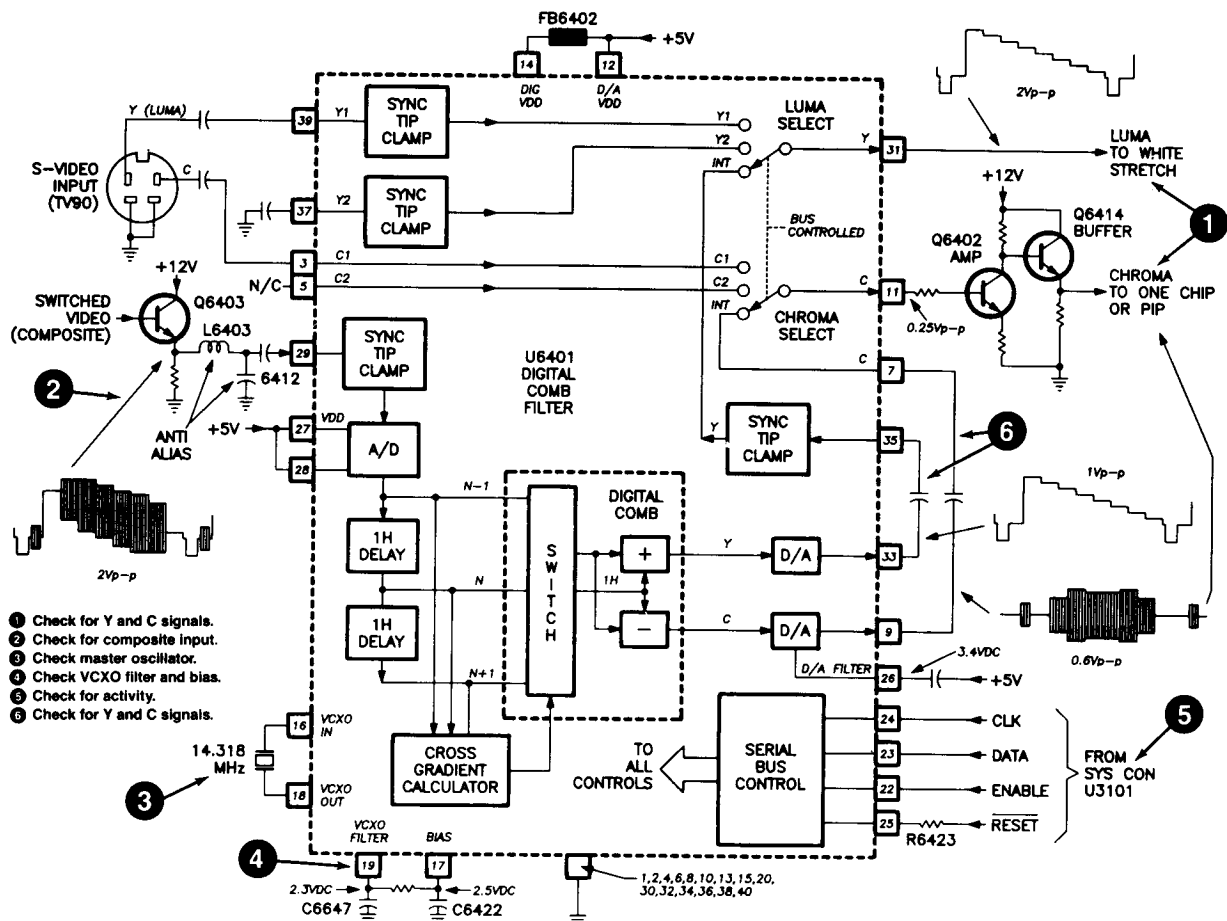 FB6402
+5V
14
12
DIG
VDD
D/A
VDD
2Vp-p
Y (LUMA)
39
Y1
SYNC
TIP
CLAMP
Y1
LUMA
SELECT
Y2
INT
Y
31
LUMA
TO WHITE
STRETCH
1
S-VIDEO
INPUT
(TV90)
C
37
Y2
SYNC
TIP
CLAMP
BUS
CONTROLLED
+12V
Q6414
BUFFER
Q6402
AMP
3
C1
C1
N/C
5
C2
C2
INT
C
11
0.25Vp-p
CHROMA
SELECT
CHROMA
TO ONE CHIP
OR PIP
+12V
SWITCHED
VIDEO
(COMPOSITE)
Q6403
L6403
29
6412
SYNC
TIP
CLAMP
U6401
DIGITAL
COMB
FILTER
C
7
2
ANTI
ALIAS
+5V
27
VDD
28
A/D
Y
SYNC
TIP
CLAMP
35
6
2Vp-p
N-1
1H
DELAY
N
1H
DELAY
N+1
SWITCH
DIGITAL
COMB
+
1H
−
Y
D/A
33
C
D/A
9
1Vp-p
0.6Vp-p
D/A FILTER
26
3.4VDC
+5V
1 Check for Y and C signals.
2 Check for composite input.
3 Check master oscillator.
4 Check VCXO filter and bias.
5 Check for activity.
6 Check for Y and C signals.
16
VCXO
IN
14.318
MHz
3
18
VCXO
OUT
CROSS
GRADIENT
CALCULATOR
TO
ALL
CONTROLS
SERIAL
BUS
CONTROL
24
CLK
23
DATA
22
ENABLE
25
R6423
RESET
FROM
SYS CON
U3101
5
VCXO
FILTER
BIAS
4
19
17
2.3VDC
2.5VDC
C6647
C6422
1,2,4,6,8,10,13,15,20,
30,32,34,36,38,40